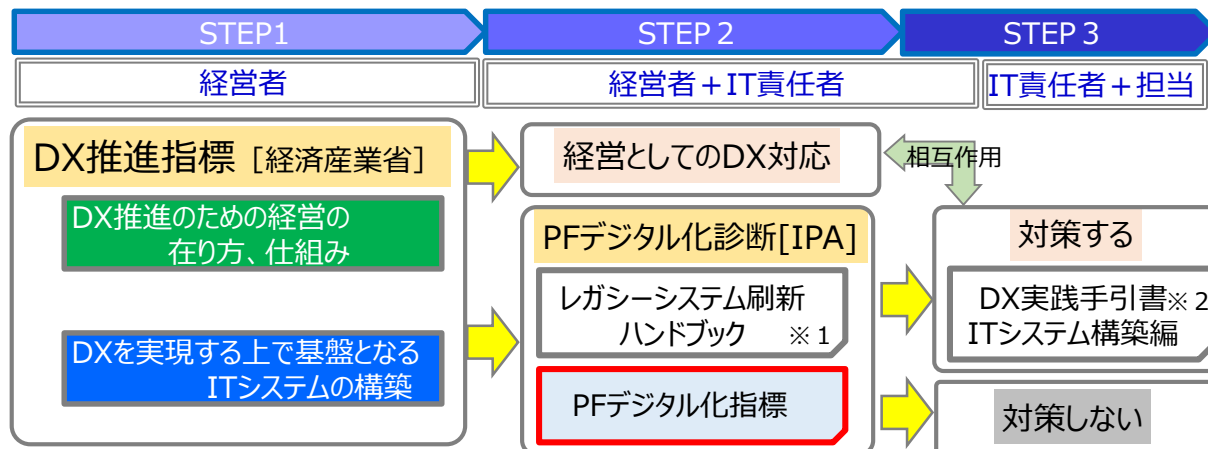 STEP1
STEP 2
STEP 3
経営者
経営者＋IT責任者
IT責任者＋担当
DX推進指標 [経済産業省]
DX推進のための経営の
在り方、仕組み
DXを実現する上で基盤となる
ITシステムの構築
経営としてのDX対応
相互作用
PFデジタル化診断[IPA]
レガシーシステム刷新
ハンドブック ※１
PFデジタル化指標
対策する
DX実践手引書※２
ITシステム構築編
対策しない